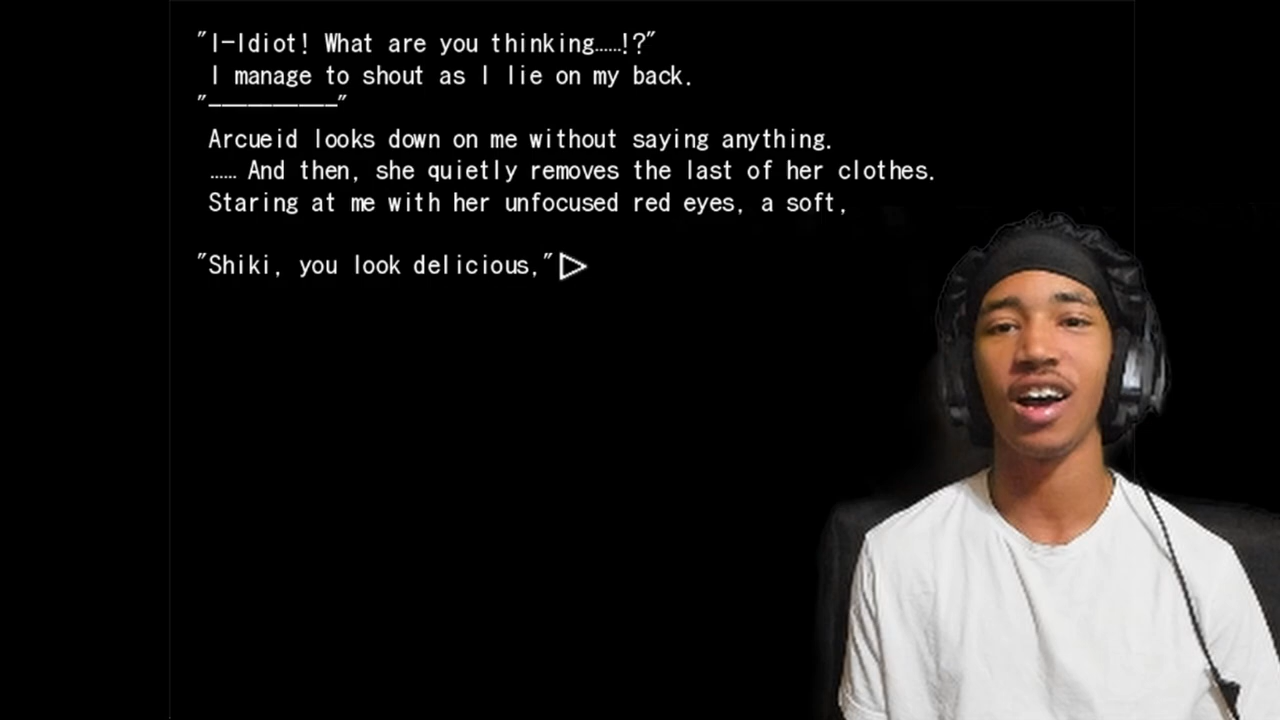 "I-Idiot! What are you thinking……!?"
I manage to shout as I lie on my back.
"――――――――――"
Arcueid looks down on me without saying anything.
…… And then, she quietly removes the last of her clothes.
Staring at me with her unfocused red eyes, a soft,
"Shiki, you look delicious,"